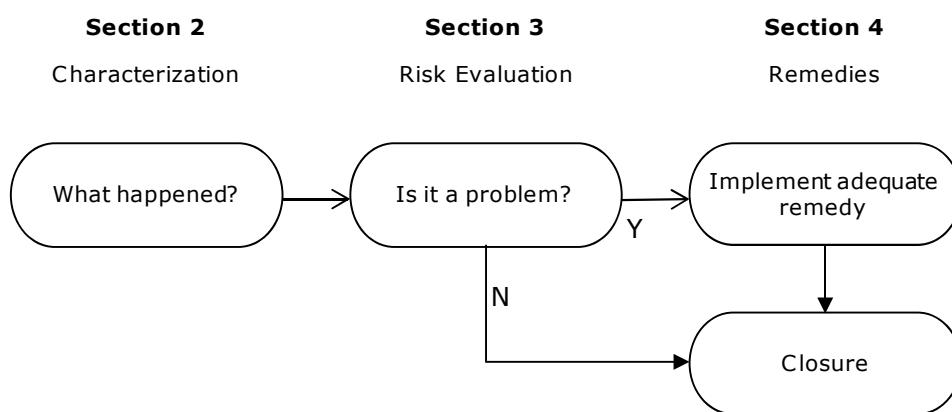 Section 2
Characterization
Section 3
Risk Evaluation
Section 4
Remedies
What happened?
Is it a problem?
Y
N
Implement adequate
remedy
Closure